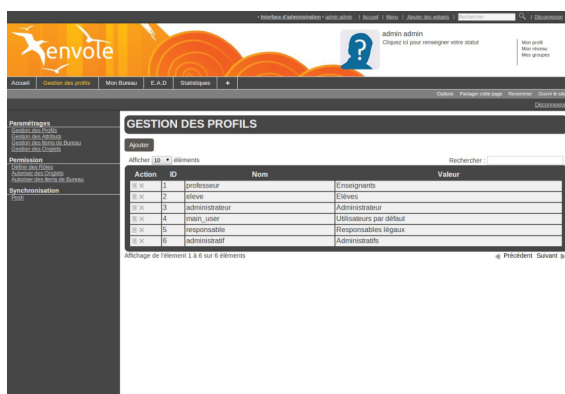 • Interface d'administration • admin admin | Accueil | Menu | Ajouter des widgets | Rechercher | Déconnexion
envole
admin admin
Cliquez ici pour renseigner votre statut
Mon profil
Mon réseau
Mes groupes
Accueil Gestion des profils Mon Bureau E.A.D Statistiques +
Options Partager cette page Renommer Ouvrir le site
Déconnexion
Paramétrages
Gestion des Profils
Gestion des Attributs
Gestion des Items de Bureau
Gestion des Onglets
Permission
Définir des Rôles
Autoriser des Onglets
Autoriser des Items de Bureau
Synchronisation
Posh
GESTION DES PROFILS
Ajouter
Afficher 10 éléments Rechercher :
Action ID Nom Valeur
1 professeur Enseignants
2 eleve Elèves
3 administrateur Administrateur
4 main_user Utilisateurs par défaut
5 responsable Responsables légaux
6 administratif Administratifs
Affichage de l'élement 1 à 6 sur 6 éléments Précédent Suivant